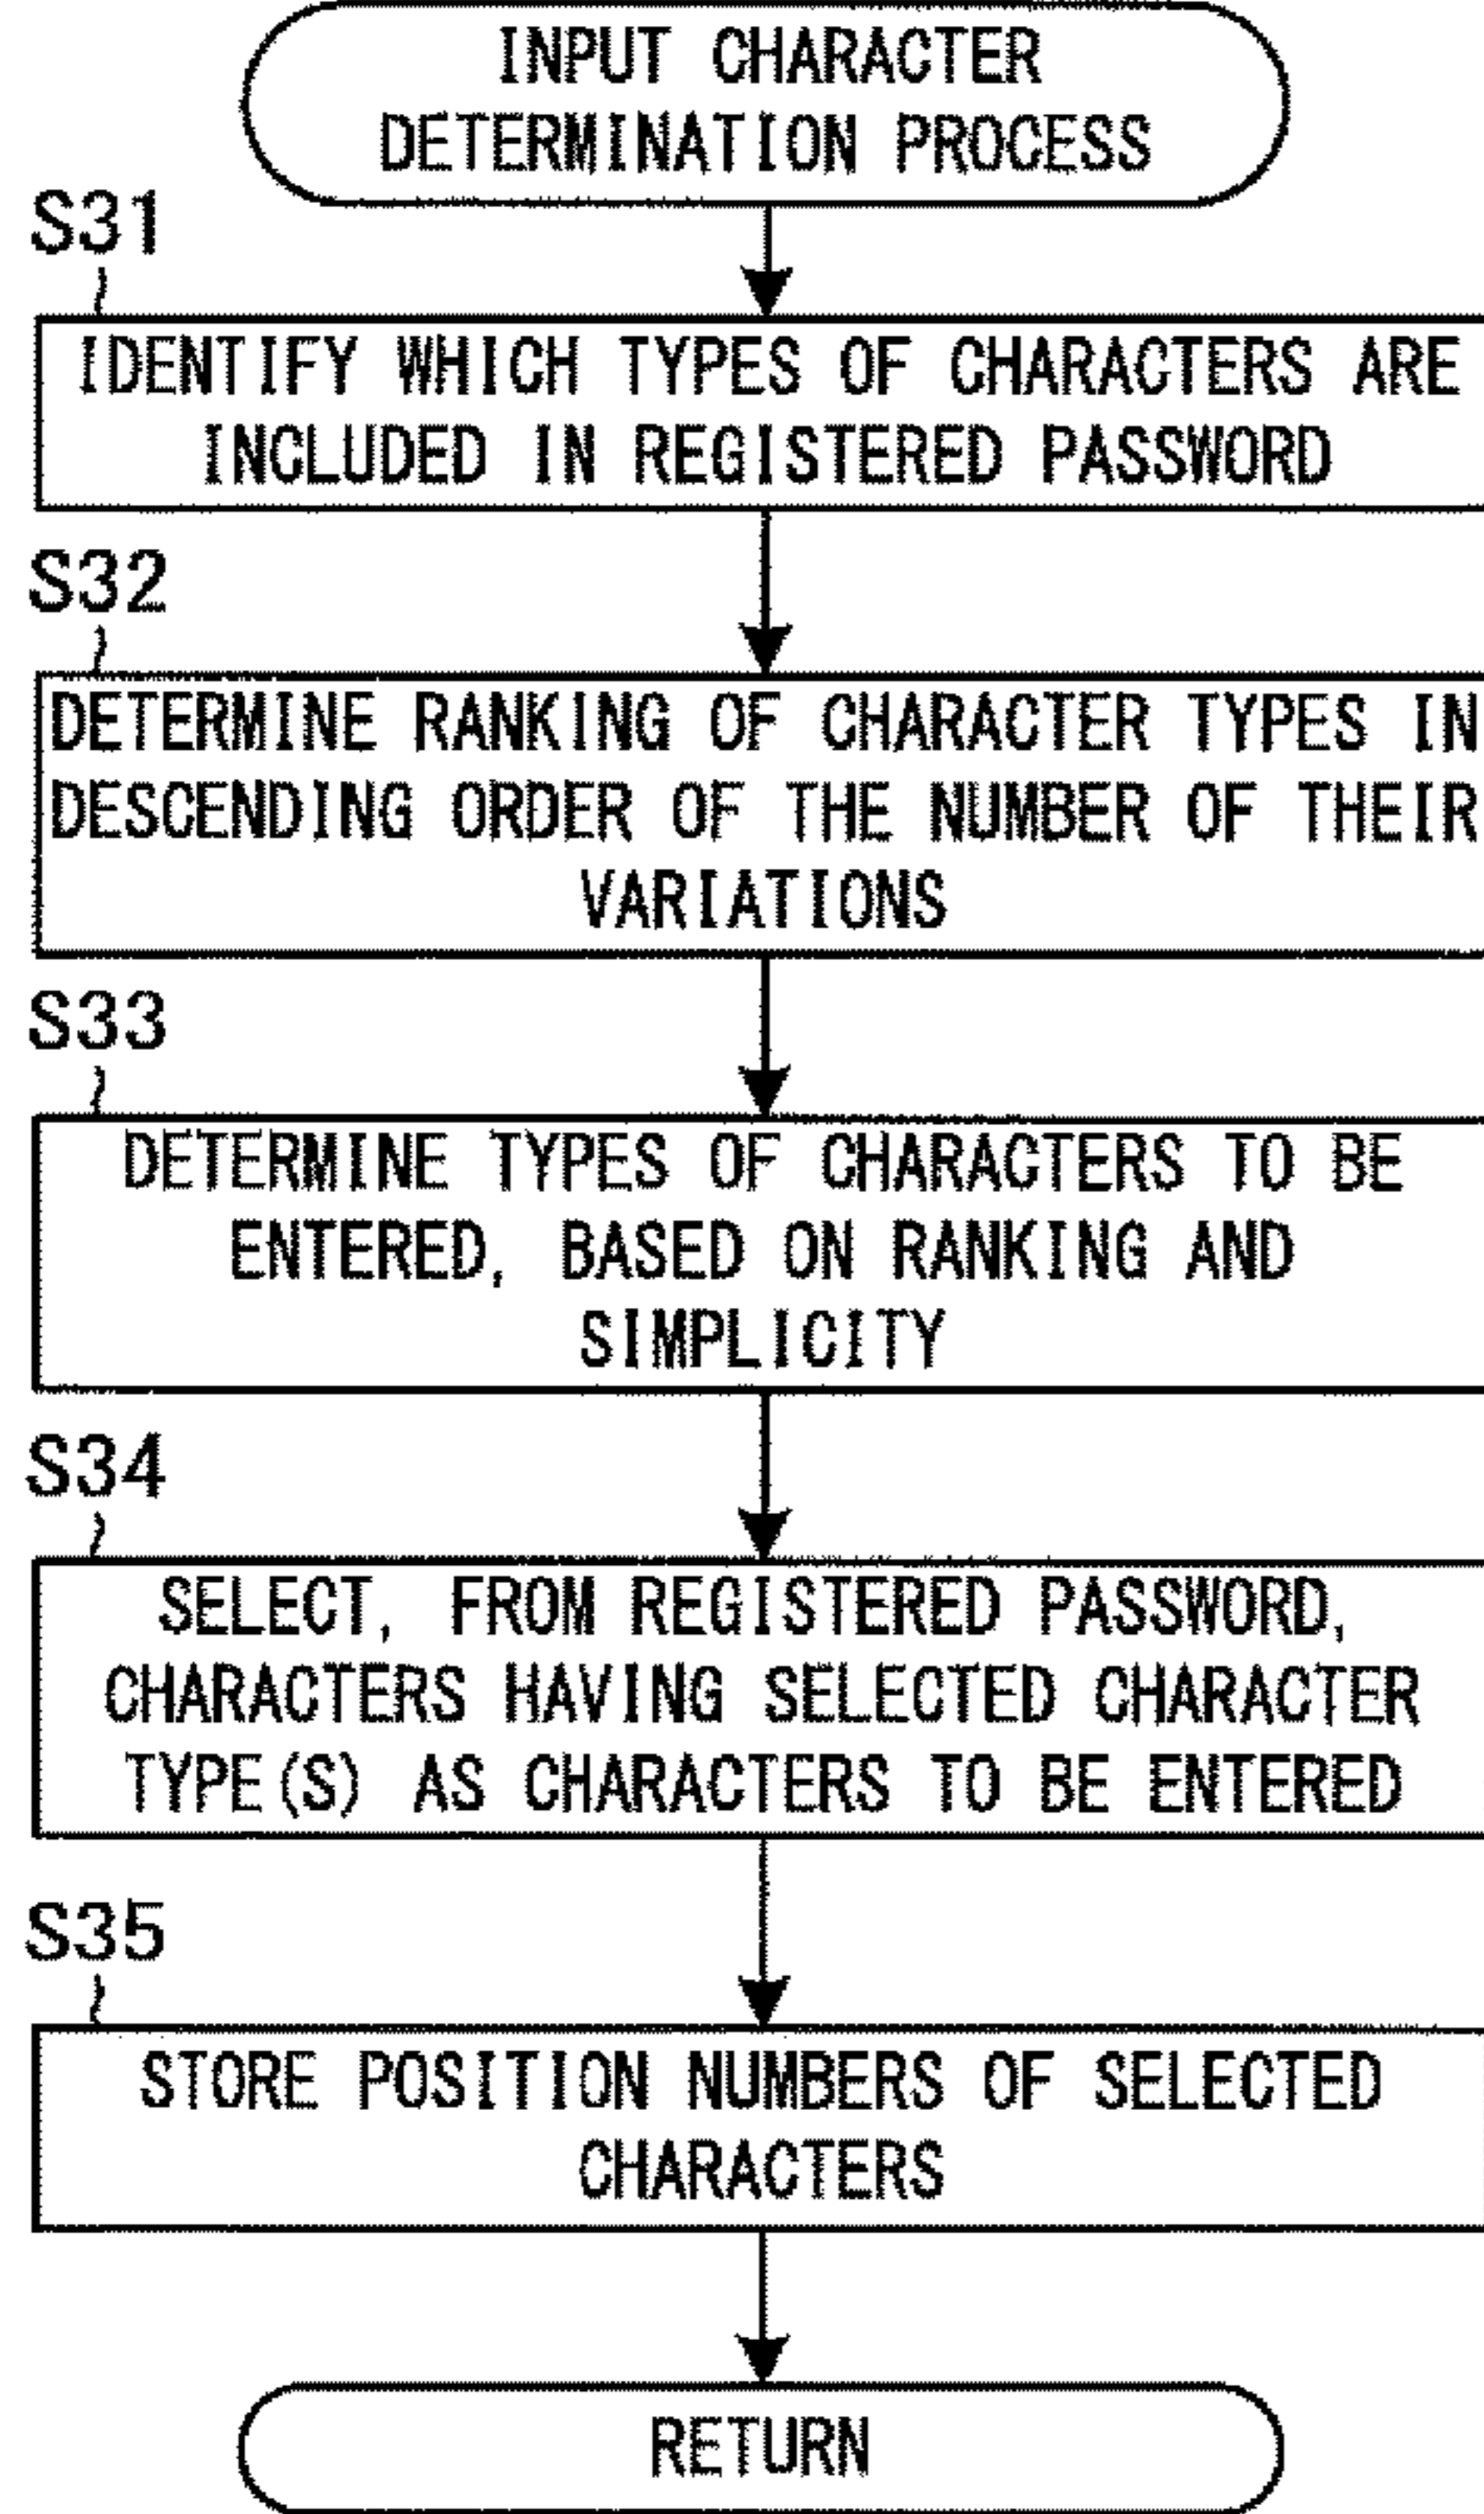 INPUT CHARACTER
DETERMINATION PROCESS
S31
IDENTIFY WHICH TYPES OF CHARACTERS ARE
INCLUDED IN REGISTERED PASSWORD
S32
DETERMINE RANKING OF CHARACTER TYPES IN
DESCENDING ORDER OF THE NUMBER OF THEIR
VARIATIONS
S33
DETERMINE TYPES OF CHARACTERS TO BE
ENTERED, BASED ON RANKING AND
SIMPLICITY
S34
SELECT, FROM REGISTERED PASSWORD,
CHARACTERS HAVING SELECTED CHARACTER
TYPE(S) AS CHARACTERS TO BE ENTERED
S35
STORE POSITION NUMBERS OF SELECTED
CHARACTERS
RETURN